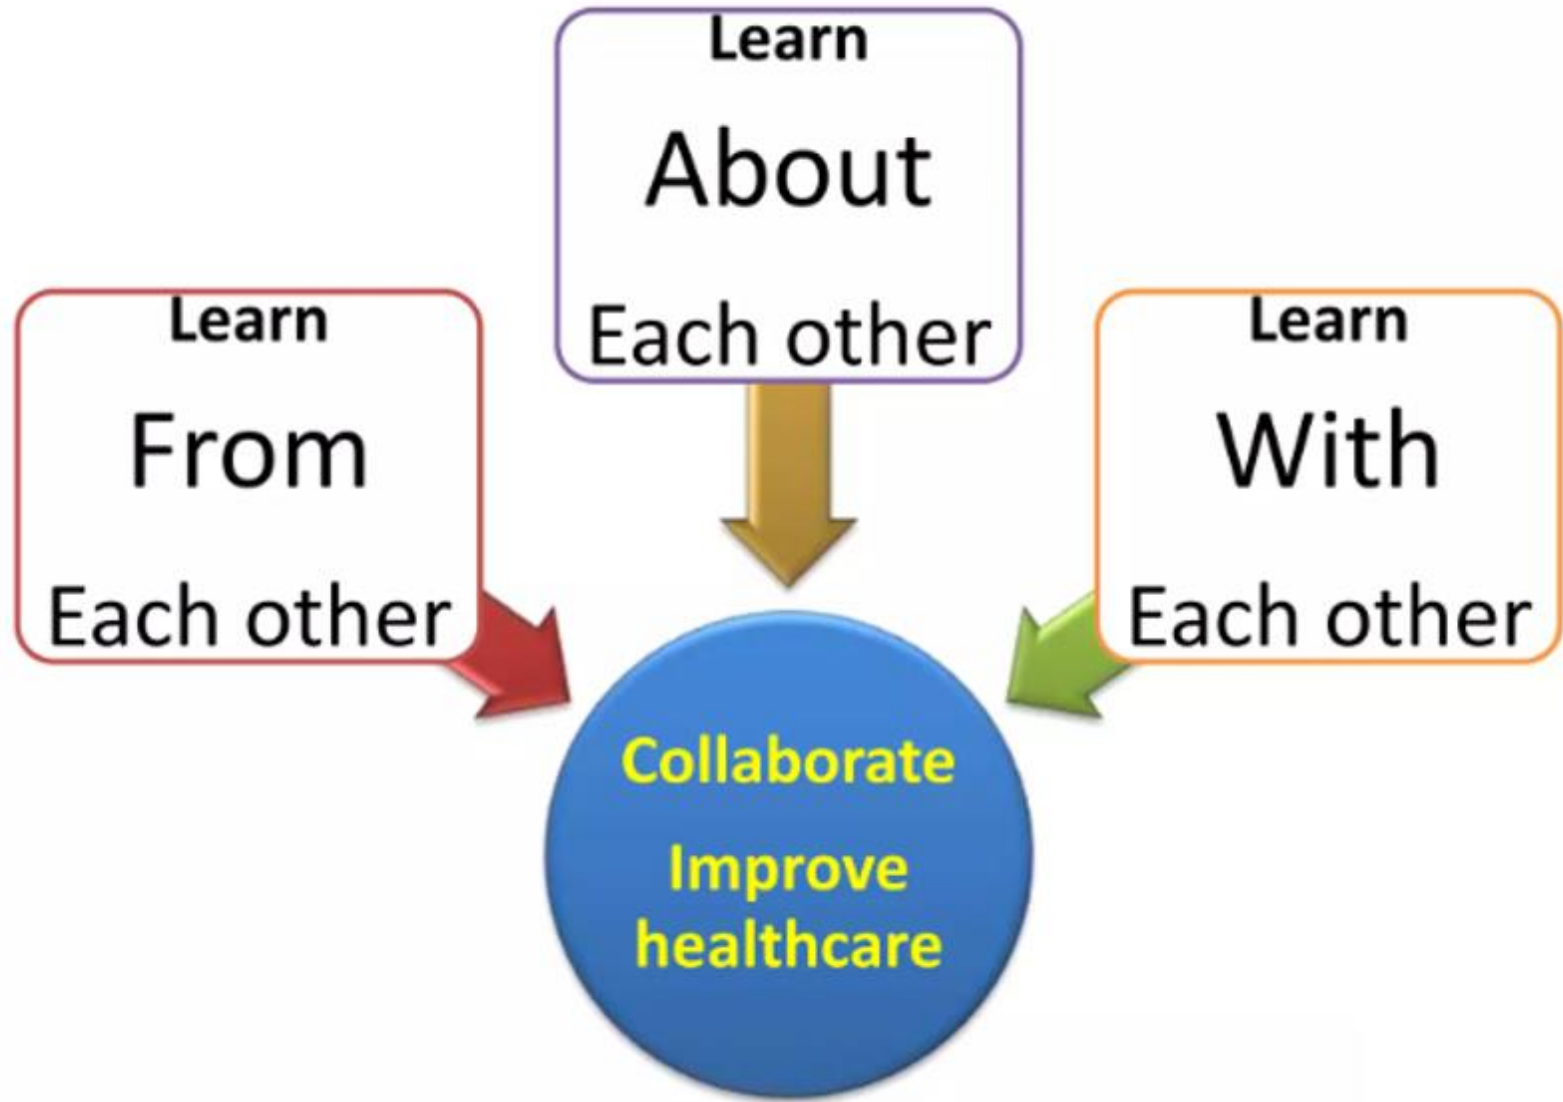 Learn
About
Each other
Learn
From
Each other
Learn
With
Each other
Collaborate
Improve
healthcare